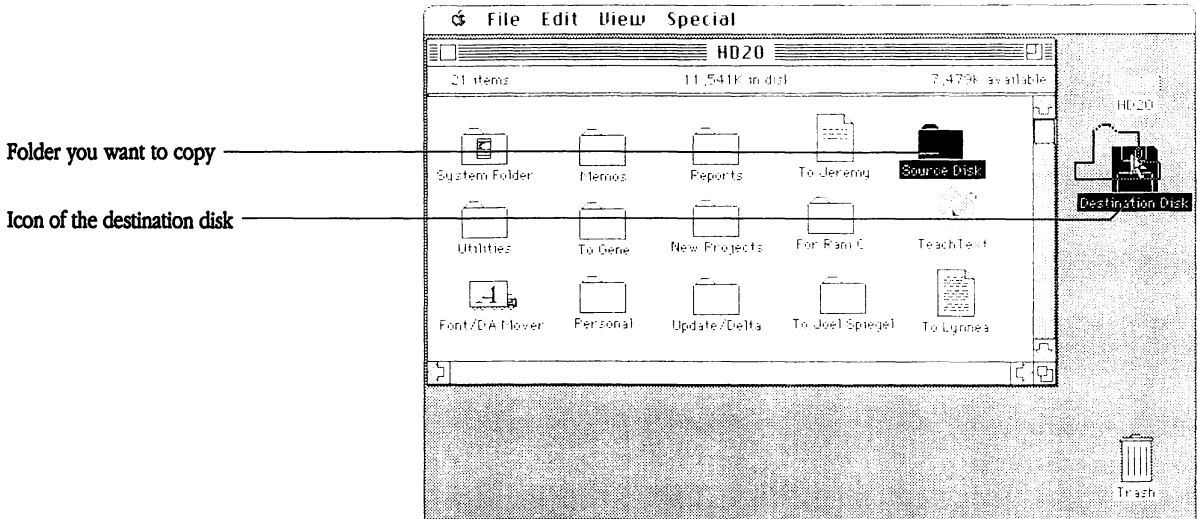 File Edit View Special
HD20
21 items 11,541K in disk 7,479K available
HD20
Folder you want to copy
System Folder Memos Reports To Jeremy Source Disk
Destination Disk
Icon of the destination disk
Utilities To Gene New Projects For Ram C TeachText
Font/DA Mover Personal Update/Delta To Joel Spiegel To Lynnea
Trash